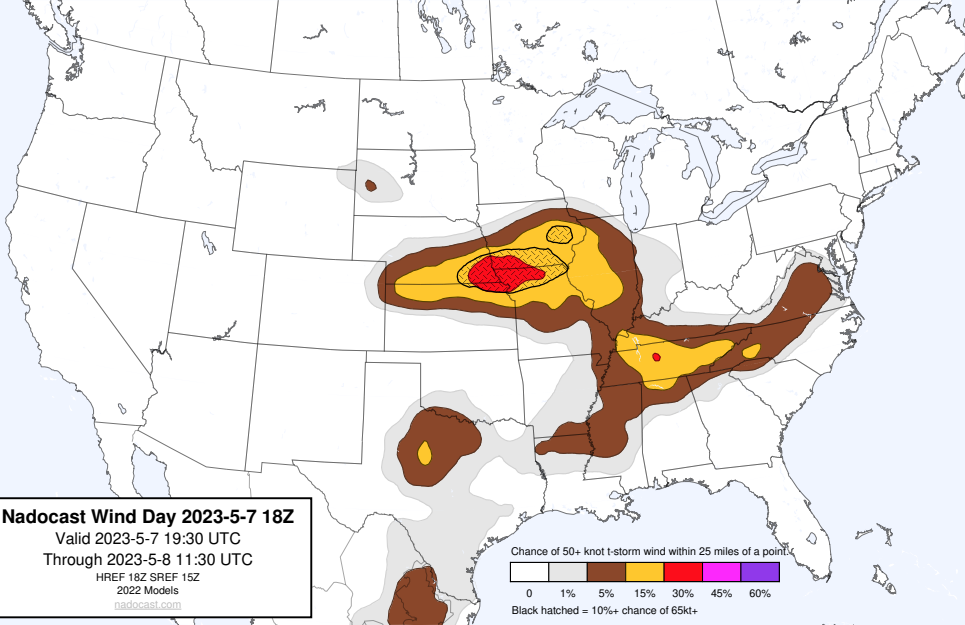 Nadocast Wind Day 2023-5-7 18Z
Valid 2023-5-7 19:30 UTC
Through 2023-5-8 11:30 UTC
HREF 18Z SREF 15Z
2022 Models
nadocast.com
Chance of 50+ knot t-storm wind within 25 miles of a point.
0 1% 5% 15% 30% 45% 60%
Black hatched = 10%+ chance of 65kt+